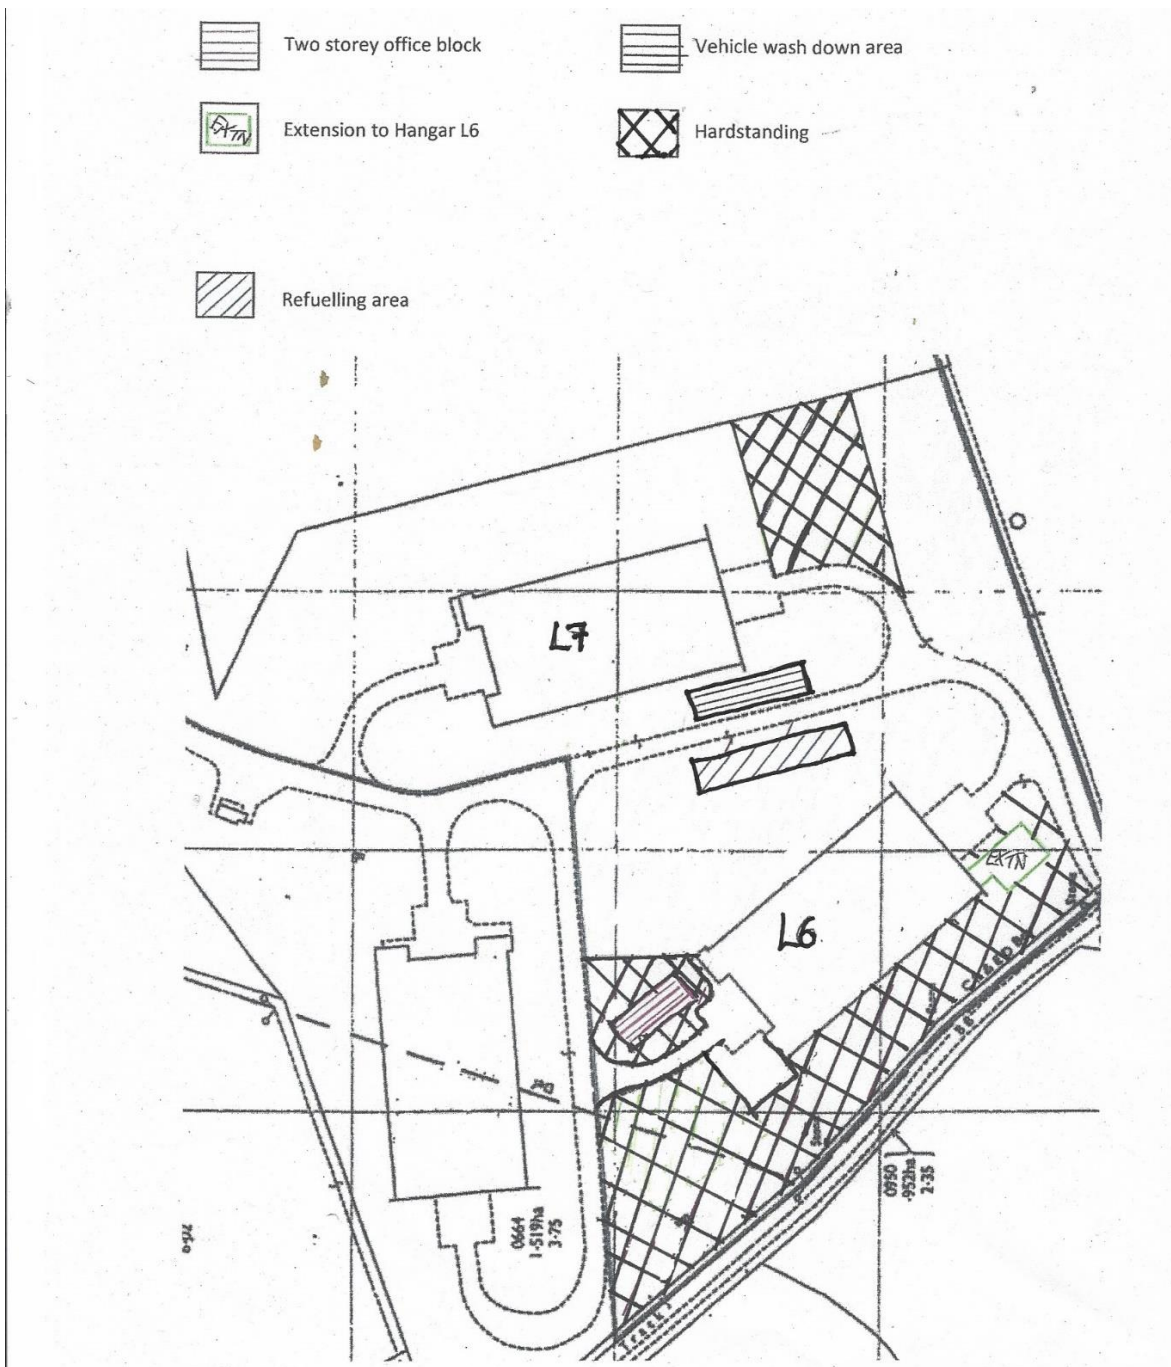 Two storey office block
Vehicle wash down area
EXTN
Extension to Hangar L6
Hardstanding
Refuelling area
L7
EXTN
L6
Track
0664
1·519ha
3·75
0950
·952ha
2·35